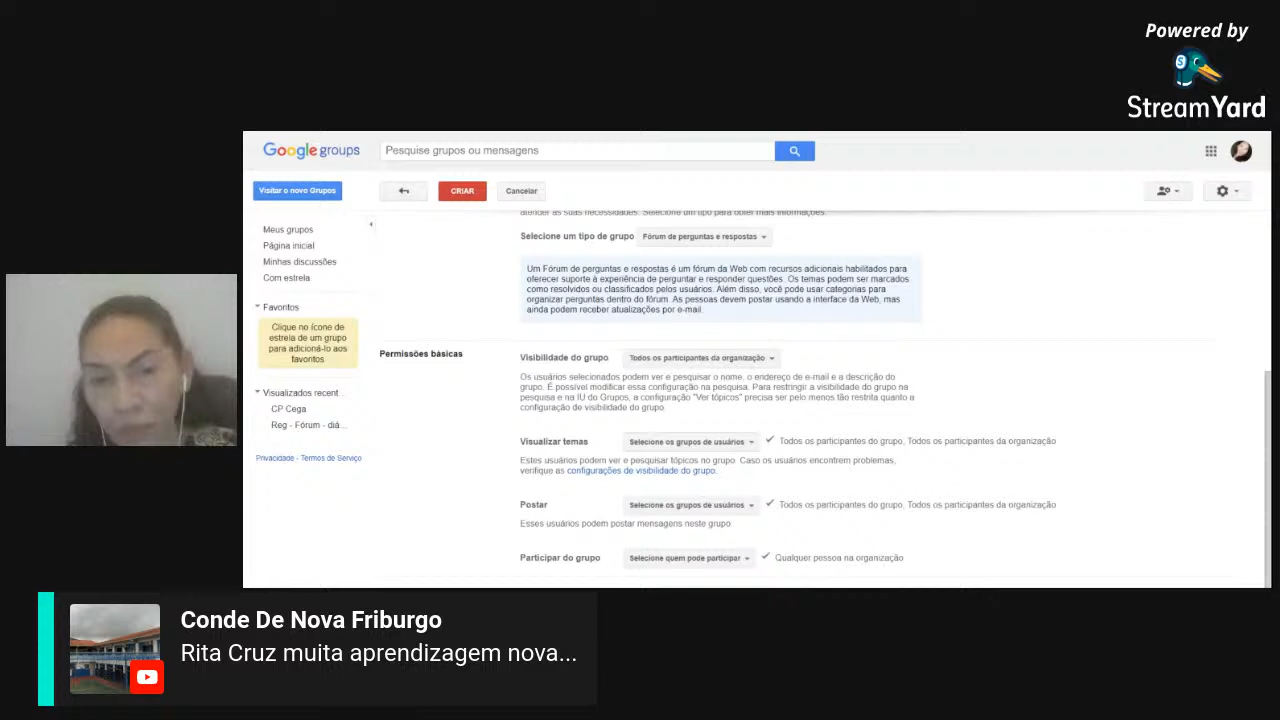 Powered by
StreamYard
Google groups
Pesquise grupos ou mensagens
Visitar o novo Grupos
CRIAR
Cancelar
atender às suas necessidades. Selecione um tipo para obter mais informações.
Meus grupos
Página inicial
Minhas discussões
Com estrela
Favoritos
Clique no ícone de
estrela de um grupo
para adicioná-lo aos
favoritos
Visualizados recent...
CP Cega
Reg - Fórum - diá...
Privacidade - Termos de Serviço
Selecione um tipo de grupo Fórum de perguntas e respostas
Um Fórum de perguntas e respostas é um fórum da Web com recursos adicionais habilitados para
oferecer suporte à experiência de perguntar e responder questões. Os temas podem ser marcados
como resolvidos ou classificados pelos usuários. Além disso, você pode usar categorias para
organizar perguntas dentro do fórum. As pessoas devem postar usando a interface da Web, mas
ainda podem receber atualizações por e-mail.
Permissões básicas
Visibilidade do grupo Todos os participantes da organização
Os usuários selecionados podem ver e pesquisar o nome, o endereço de e-mail e a descrição do
grupo. É possível modificar essa configuração na pesquisa. Para restringir a visibilidade do grupo na
pesquisa e na IU do Grupos, a configuração "Ver tópicos" precisa ser pelo menos tão restrita quanto a
configuração de visibilidade do grupo.
Visualizar temas Selecione os grupos de usuários ✓ Todos os participantes do grupo, Todos os participantes da organização
Estes usuários podem ver e pesquisar tópicos no grupo. Caso os usuários encontrem problemas,
verifique as configurações de visibilidade do grupo.
Postar Selecione os grupos de usuários ✓ Todos os participantes do grupo, Todos os participantes da organização
Esses usuários podem postar mensagens neste grupo
Participar do grupo Selecione quem pode participar ✓ Qualquer pessoa na organização
Conde De Nova Friburgo
Rita Cruz muita aprendizagem nova...